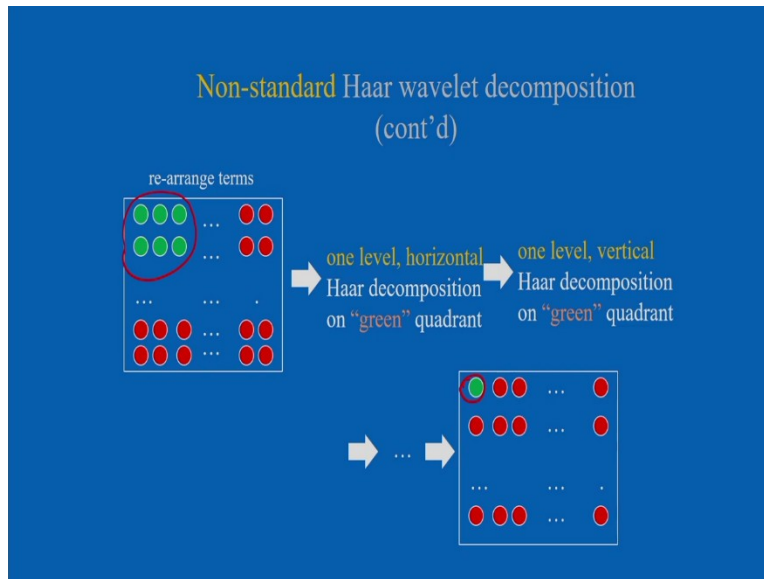 Non-standard Haar wavelet decomposition
(cont'd)
re-arrange terms
...
...
one level, horizontal
Haar decomposition
on “green” quadrant
one level, vertical
Haar decomposition
on “green” quadrant
... ... .
...
...
...
...
...
... .
...